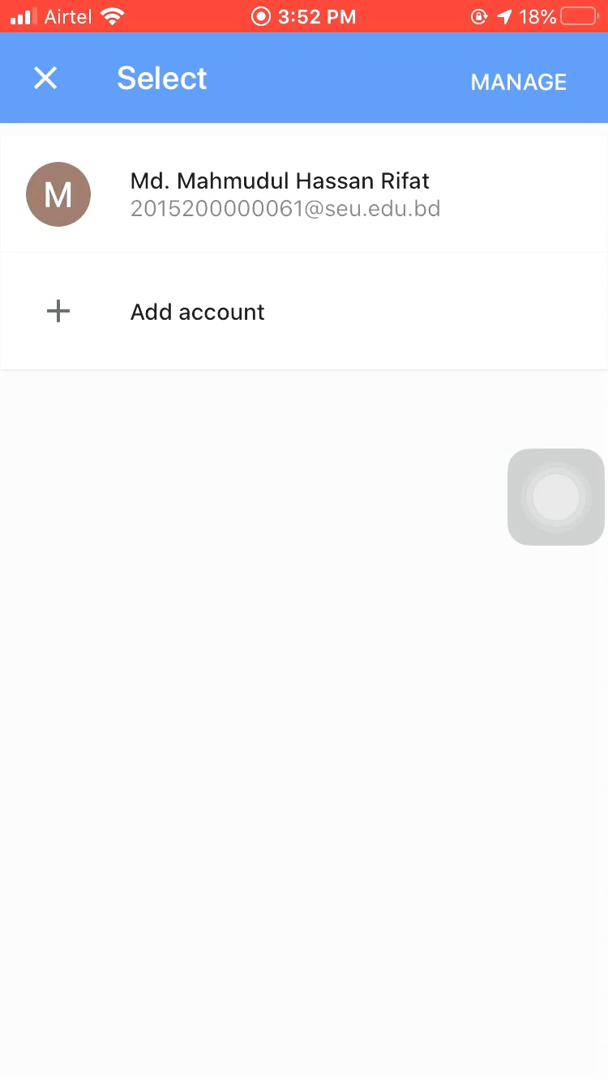 Airtel 3:52 PM 18%
Select MANAGE
M
Md. Mahmudul Hassan Rifat
2015200000061@seu.edu.bd
Add account